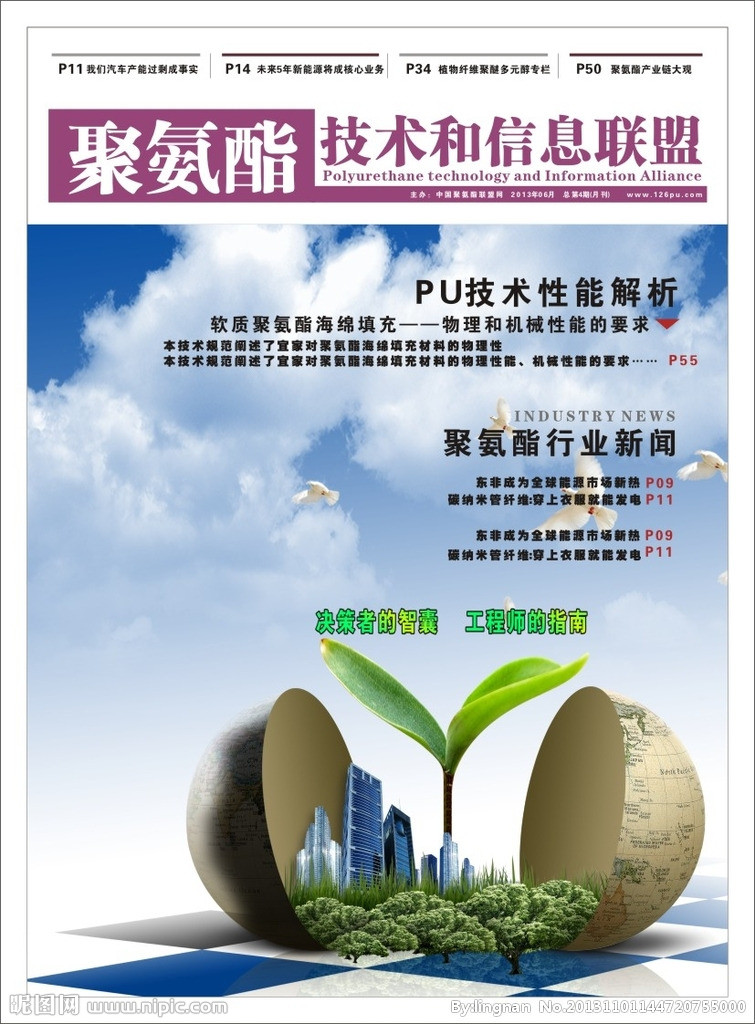 P11 我们汽车产能过剩成事实
P14 未来5年新能源将成核心业务
P34 植物纤维聚醚多元醇专栏
P50 聚氨酯产业链大观
聚氨酯 技术和信息联盟
Polyurethane technology and Information Alliance
主办：中国聚氨酯联盟网 2013年06月 总第4期(月刊) www.126pu.com
PU技术性能解析
软质聚氨酯海绵填充——物理和机械性能的要求
本技术规范阐述了宜家对聚氨酯海绵填充材料的物理性
本技术规范阐述了宜家对聚氨酯海绵填充材料的物理性能、机械性能的要求…… P55
INDUSTRY NEWS
聚氨酯行业新闻
东非成为全球能源市场新热 P09
碳纳米管纤维:穿上衣服就能发电 P11
东非成为全球能源市场新热 P09
碳纳米管纤维:穿上衣服就能发电 P11
决策者的智囊 工程师的指南
North Pacific
昵图网 www.nipic.com
By:lingnan No.20131101144720755000